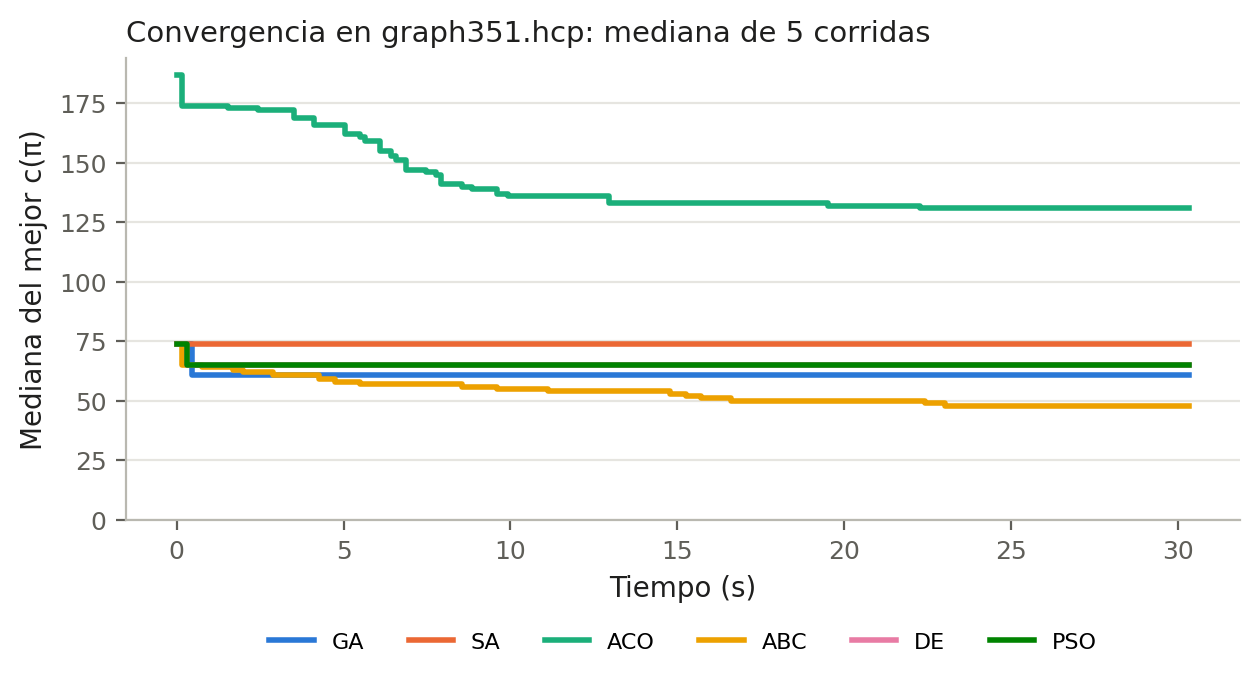 Convergencia en graph351.hcp: mediana de 5 corridas
Mediana del mejor c(π)
175
150
125
100
75
50
25
0
0 5 10 15 20 25 30
Tiempo (s)
GA SA ACO ABC DE PSO